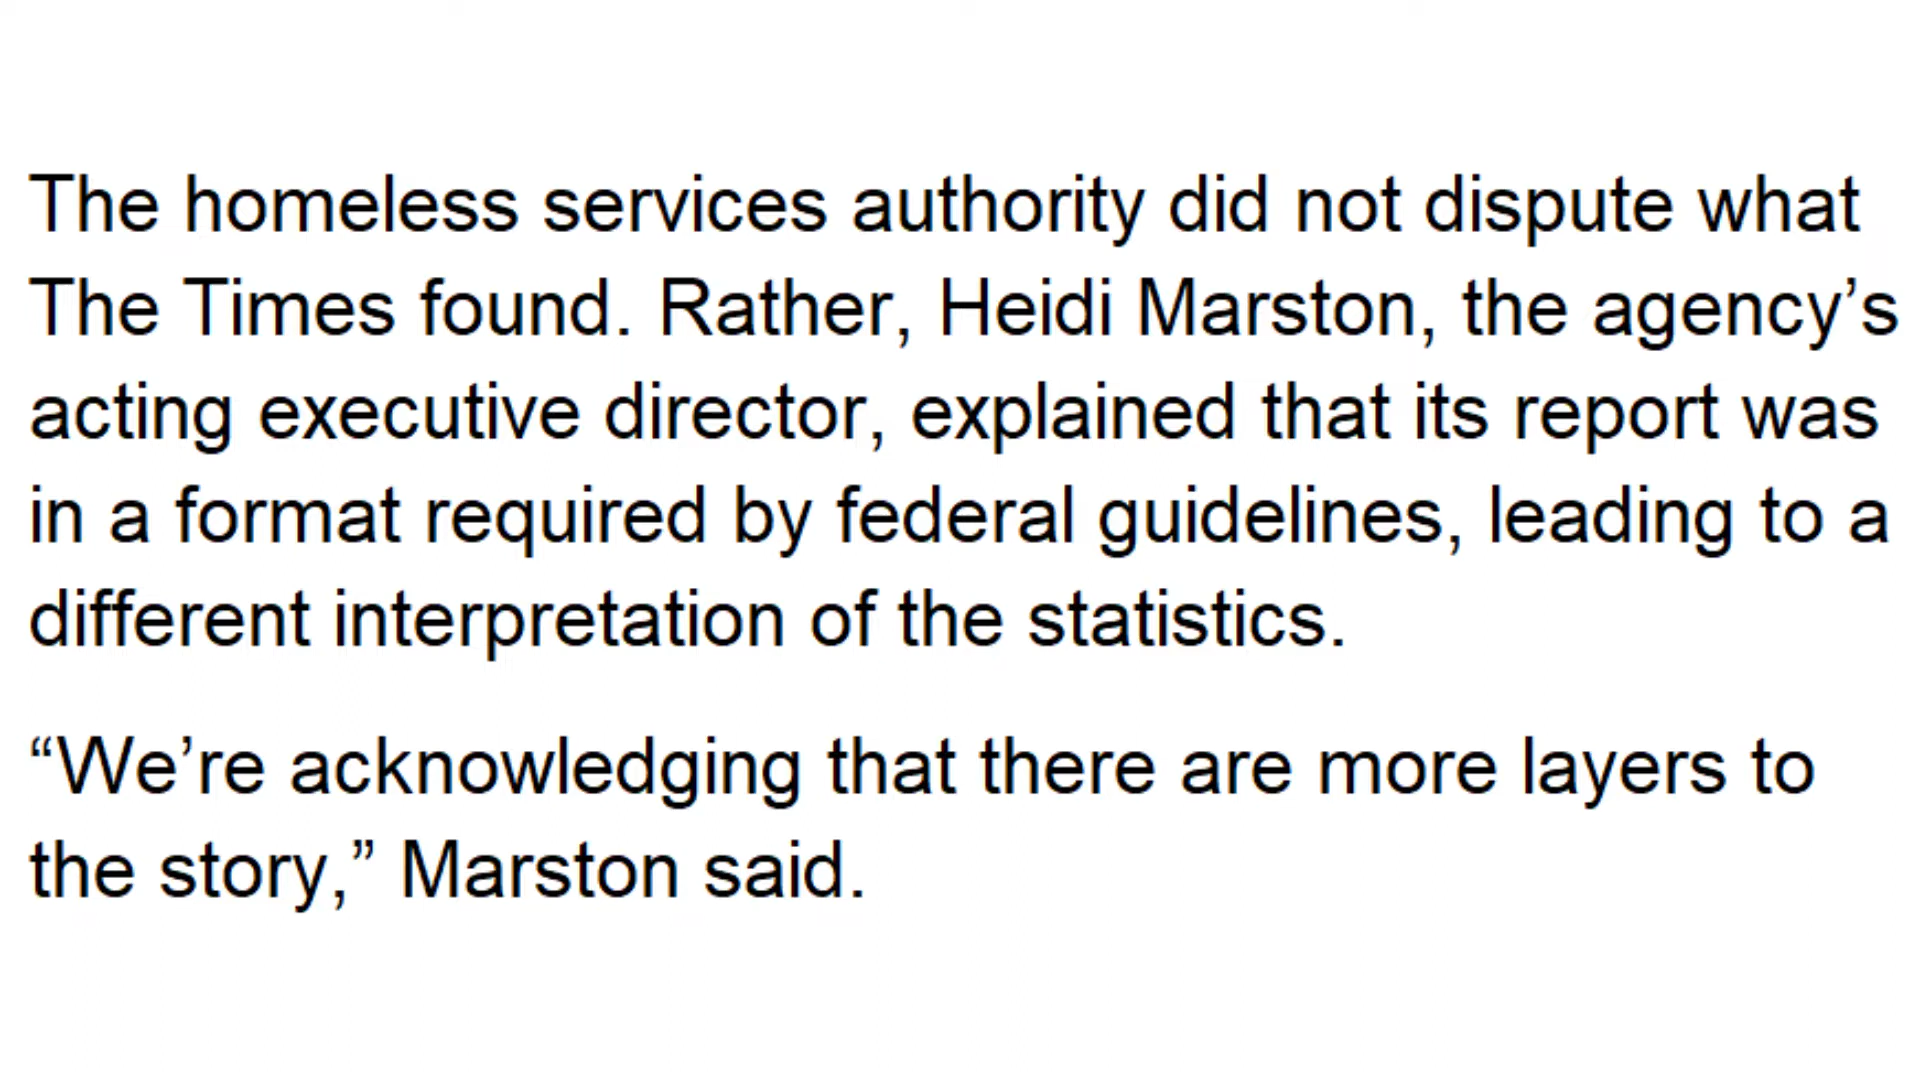 The homeless services authority did not dispute what
The Times found. Rather, Heidi Marston, the agency’s
acting executive director, explained that its report was
in a format required by federal guidelines, leading to a
different interpretation of the statistics.
“We’re acknowledging that there are more layers to
the story,” Marston said.